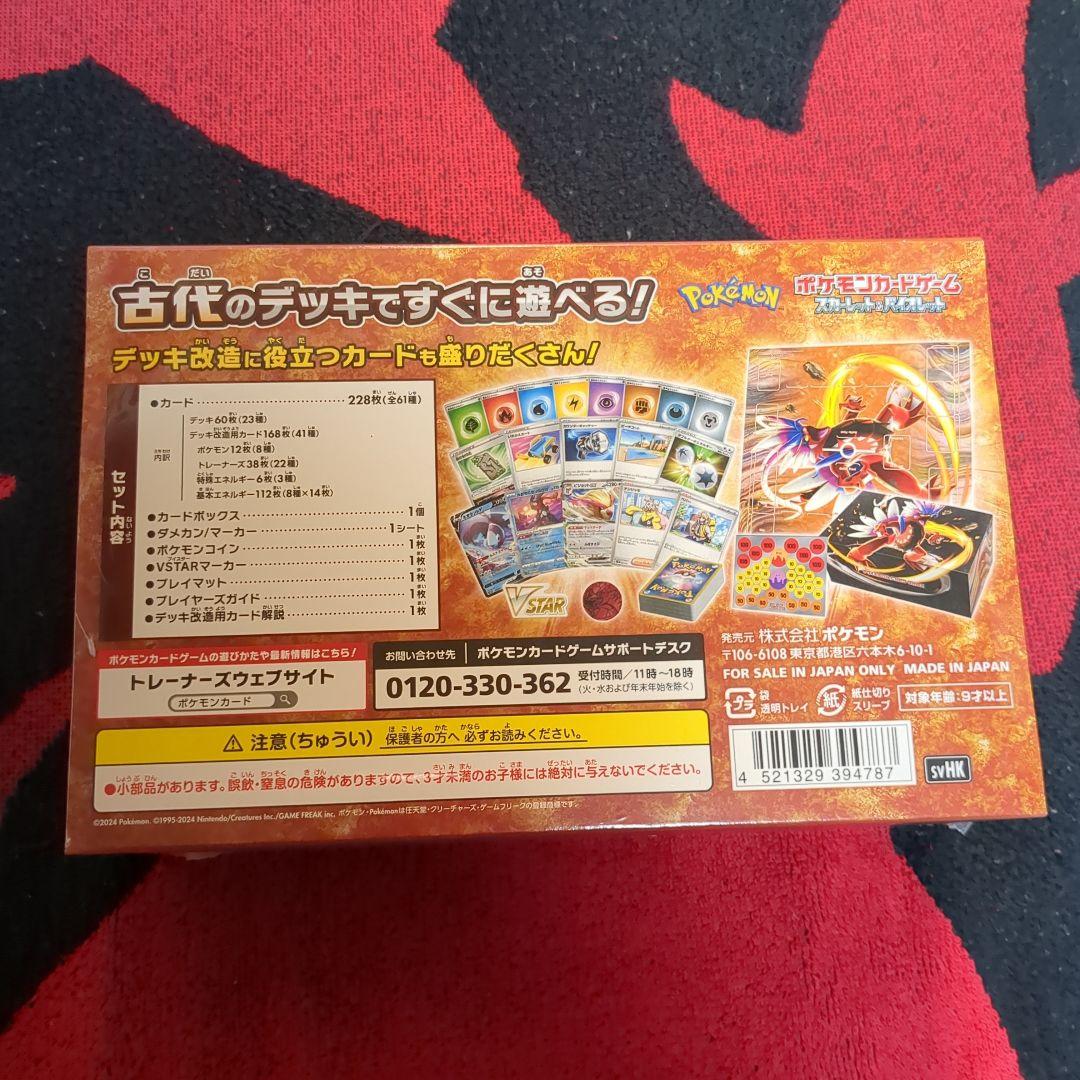 古代のデッキですぐに遊べる!
Pokémon
ポケモンカードゲーム
スカーレット&バイオレット
デッキ改造に役立つカードも盛りだくさん!
セット内容
●カード 228枚(全61種)
内訳
デッキ60枚(23種)
デッキ改造用カード168枚(41種)
ポケモン12枚(8種)
トレーナーズ38枚(22種)
特殊エネルギー6枚(3種)
基本エネルギー112枚(8種×14枚)
●カードボックス 1個
●ダメカン/マーカー 1シート
●ポケモンコイン 1枚
●VSTARマーカー 1枚
●プレイマット 1枚
●プレイヤーズガイド 1枚
●デッキ改造用カード解説 1枚
VSTAR
発売元 株式会社ポケモン
〒106-6108 東京都港区六本木6-10-1
FOR SALE IN JAPAN ONLY MADE IN JAPAN
プラ 袋 透明トレイ
紙 紙仕切り スリーブ
対象年齢:9才以上
ポケモンカードゲームの遊びかたや最新情報はこちら!
トレーナーズウェブサイト
ポケモンカード
お問い合わせ先 ポケモンカードゲームサポートデスク
0120-330-362 受付時間/11時~18時
(火・水および年末年始を除く)
注意(ちゅうい) 保護者の方へ 必ずお読みください。
●小部品があります。誤飲・窒息の危険がありますので、3才未満のお子様には絶対に与えないでください。
4 521329 394787
svHK
©2024 Pokémon. ©1995-2024 Nintendo/Creatures Inc./GAME FREAK inc. ポケモン・Pokémonは任天堂・クリーチャーズ・ゲームフリークの登録商標です。